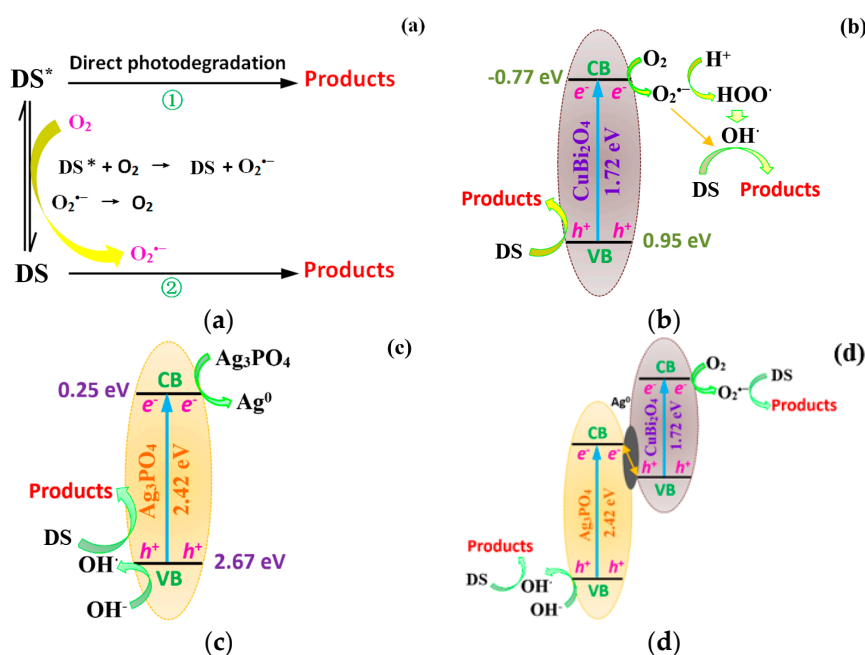 (a)
Direct photodegradation
DS* Products
①
O₂
DS* + O₂ → DS + O₂•−
O₂•− → O₂
O₂•−
DS Products
②
(a)
(b)
-0.77 eV
CB
e- e-
O₂
O₂•−
H⁺
HOO·
OH·
DS
Products
CuBi₂O₄
1.72 eV
Products
h⁺ h⁺
0.95 eV
VB
DS
(b)
(c)
0.25 eV
CB
e- e-
Ag₃PO₄
Ag⁰
Ag₃PO4
2.42 eV
Products
DS
OH·
h⁺ h⁺
2.67 eV
VB
OH-
(c)
(d)
CB
e- e-
O₂
O₂•−
DS
Products
Ag⁰
CuBi₂O₄
1.72 eV
h⁺ h⁺
VB
CB
e- e-
Ag₃PO4
2.42 eV
h⁺ h⁺
VB
Products
DS
OH·
OH-
(d)